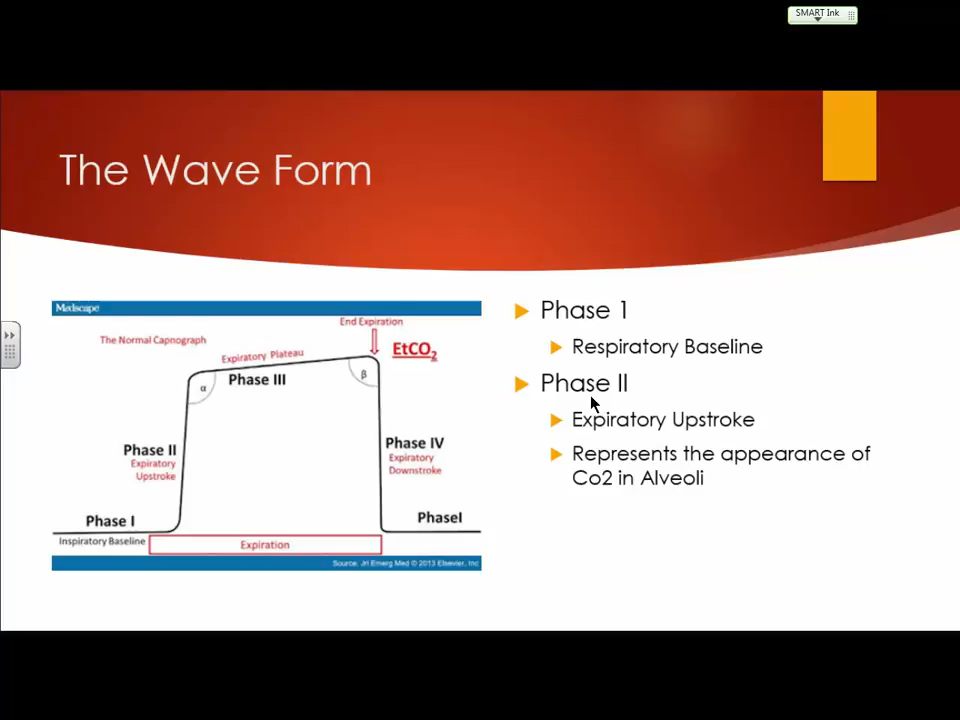 SMART Ink
The Wave Form
Medscape
End Expiration
The Normal Capnograph
EtCO2
Expiratory Plateau
Phase III
α
β
Phase II
Expiratory
Upstroke
Phase IV
Expiratory
Downstroke
Phase I
PhaseI
Inspiratory Baseline
Expiration
Source: Jrl Emerg Med © 2013 Elsevier, Inc
Phase 1
Respiratory Baseline
Phase II
Expiratory Upstroke
Represents the appearance of
Co2 in Alveoli